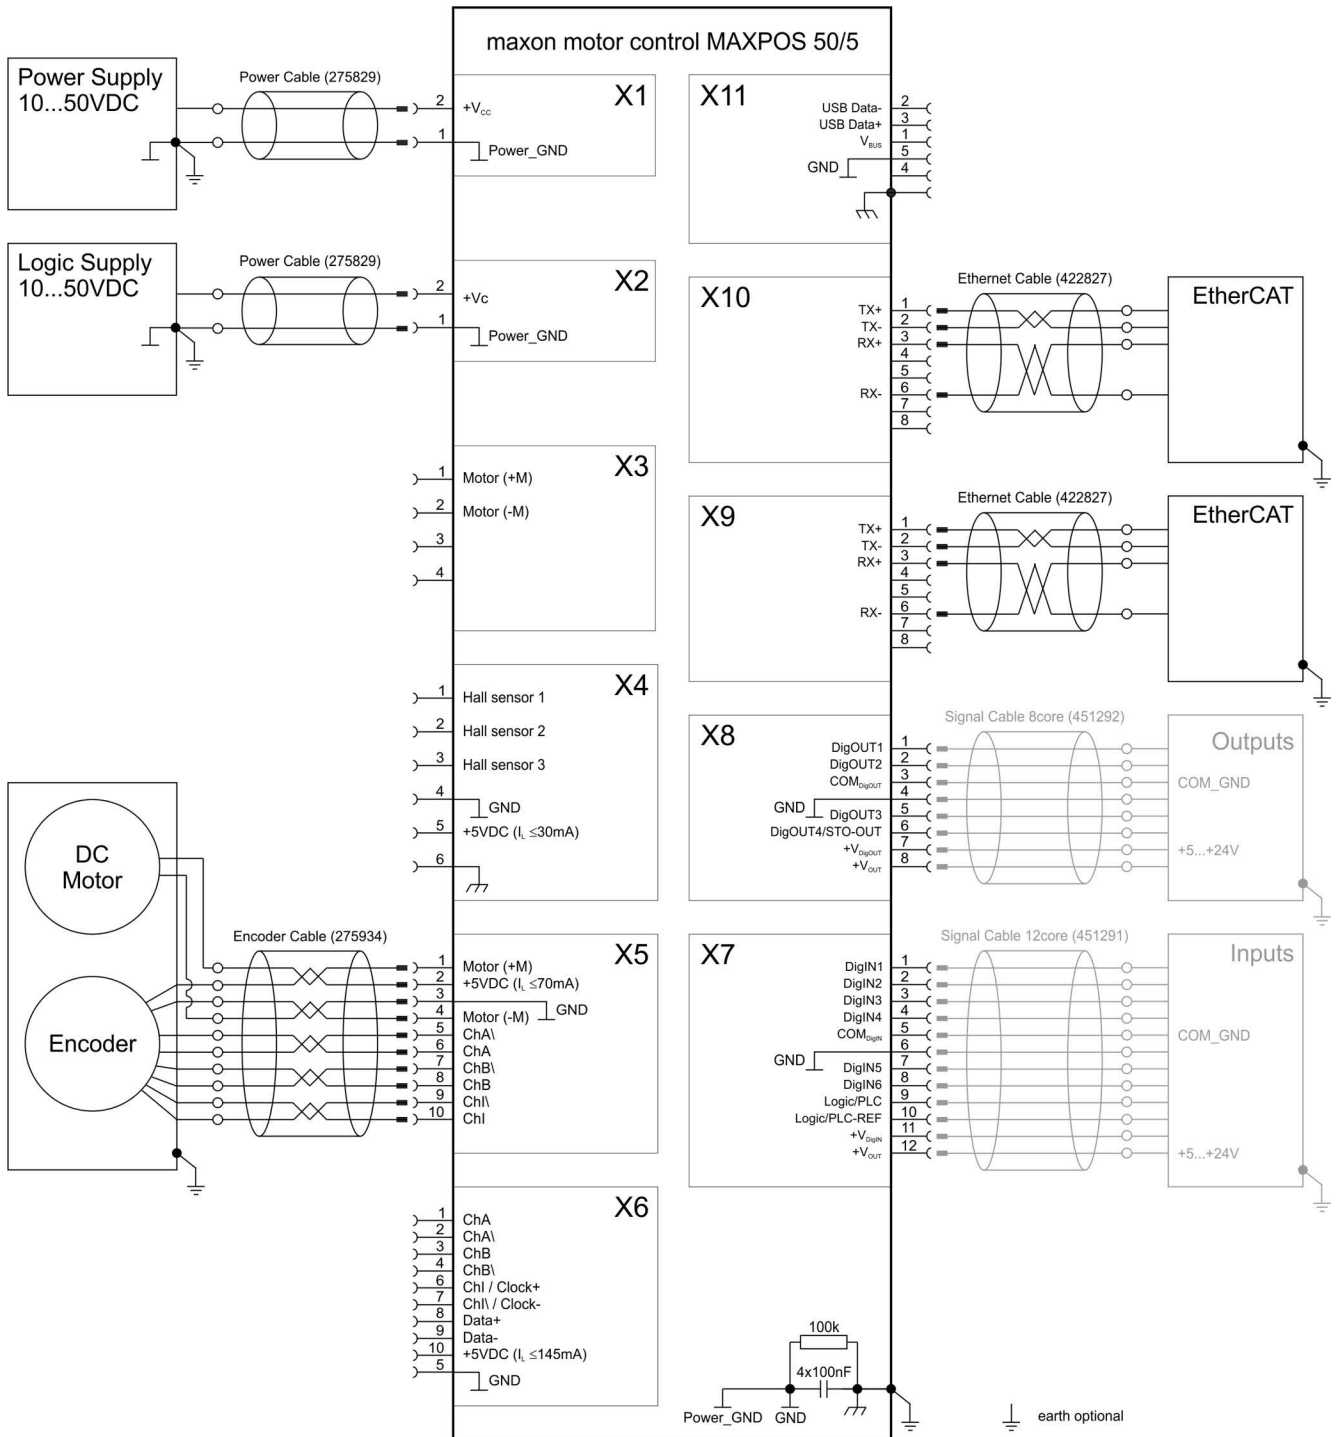 maxon motor control MAXPOS 50/5
Power Supply
10...50VDC
Power Cable (275829)
X1
2
+Vcc
1
Power_GND
Logic Supply
10...50VDC
Power Cable (275829)
X2
2
+Vc
1
Power_GND
X3
1
Motor (+M)
2
Motor (-M)
3
4
X4
1
Hall sensor 1
2
Hall sensor 2
3
Hall sensor 3
4
GND
5
+5VDC (IL ≤30mA)
6
DC
Motor
Encoder
Encoder Cable (275934)
X5
1
Motor (+M)
2
+5VDC (IL ≤70mA)
3
GND
4
Motor (-M)
5
ChA\
6
ChA
7
ChB\
8
ChB
9
ChI\
10
ChI
X6
1
ChA
2
ChA\
3
ChB
4
ChB\
6
ChI / Clock+
7
ChI\ / Clock-
8
Data+
9
Data-
10
+5VDC (IL ≤145mA)
5
GND
X11
USB Data-
2
USB Data+
3
VBUS
1
GND
5
4
X10
Ethernet Cable (422827)
EtherCAT
TX+
1
TX-
2
RX+
3
4
5
RX-
6
7
8
X9
Ethernet Cable (422827)
EtherCAT
TX+
1
TX-
2
RX+
3
4
5
RX-
6
7
8
X8
Signal Cable 8core (451292)
Outputs
DigOUT1
1
DigOUT2
2
COMDigOUT
3
COM_GND
GND
4
DigOUT3
5
DigOUT4/STO-OUT
6
+VDigOUT
7
+5...+24V
+VOUT
8
X7
Signal Cable 12core (451291)
Inputs
DigIN1
1
DigIN2
2
DigIN3
3
DigIN4
4
COMDigIN
5
COM_GND
GND
6
DigIN5
7
DigIN6
8
Logic/PLC
9
Logic/PLC-REF
10
+VDigIN
11
+VOUT
12
+5...+24V
100k
4x100nF
Power_GND
GND
earth optional